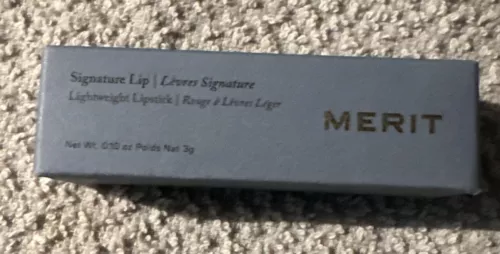 Signature Lip | Lèvres Signature
Lightweight Lipstick | Rouge à Lèvres Léger
MERIT
Net Wt. 0.10 oz Poids Net 3g